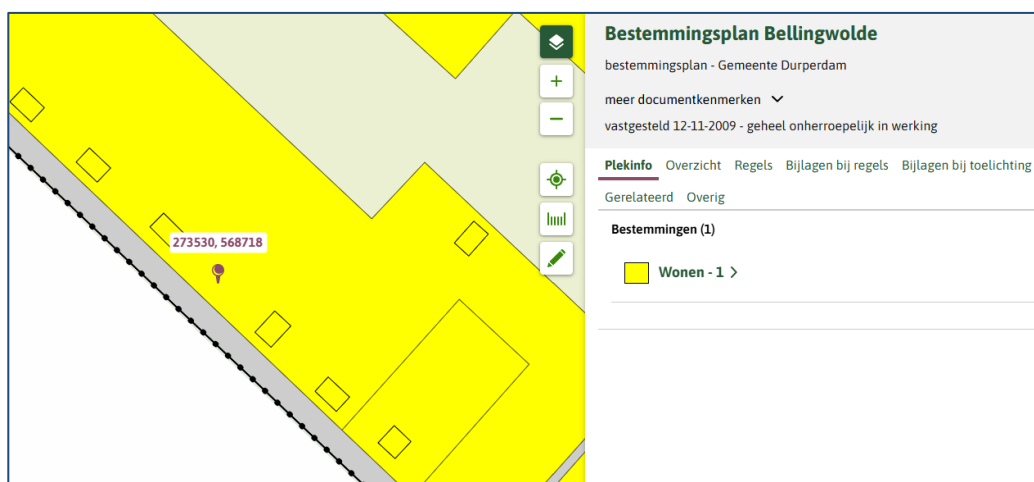 273530, 568718
+
−
Bestemmingsplan Bellingwolde
bestemmingsplan - Gemeente Durperdam
meer documentkenmerken
vastgesteld 12-11-2009 - geheel onherroepelijk in werking
Plekinfo Overzicht Regels Bijlagen bij regels Bijlagen bij toelichting
Gerelateerd Overig
Bestemmingen (1)
Wonen - 1 >